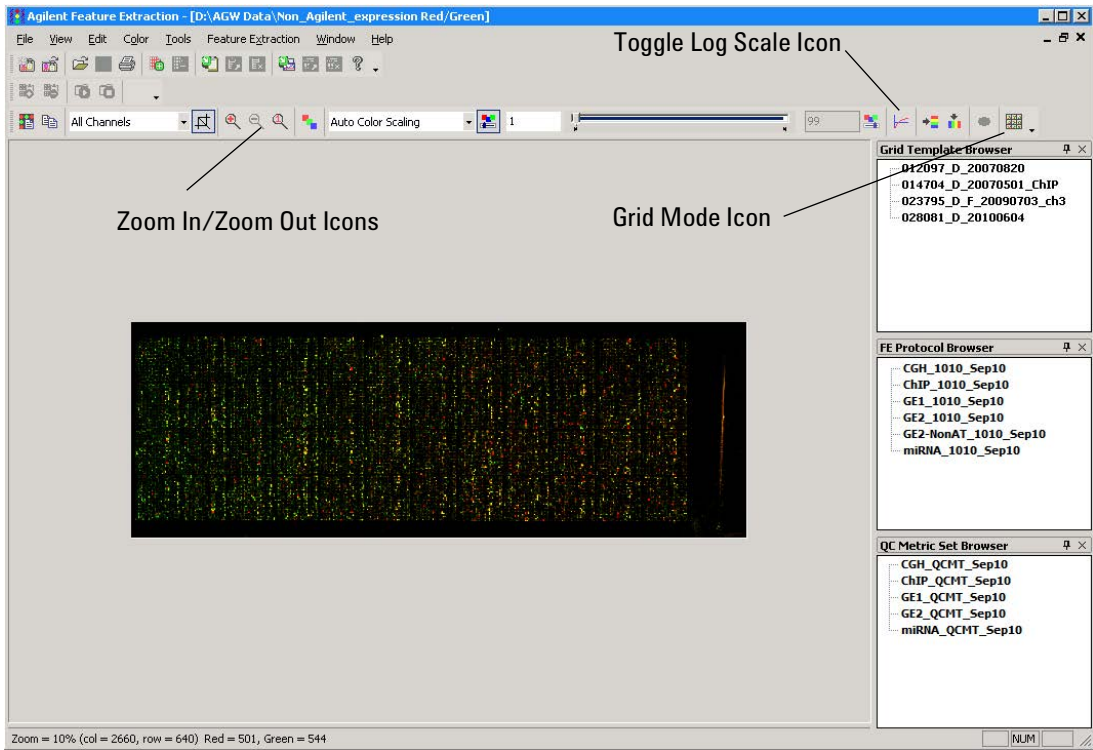 Agilent Feature Extraction - [D:\AGW Data\Non_Agilent_expression Red/Green]
File View Edit Color Tools Feature Extraction Window Help
Toggle Log Scale Icon
All Channels
Auto Color Scaling
1
99
Grid Template Browser
012097_D_20070820
014704_D_20070501_ChIP
023795_D_F_20090703_ch3
028081_D_20100604
Zoom In/Zoom Out Icons
Grid Mode Icon
FE Protocol Browser
CGH_1010_Sep10
ChIP_1010_Sep10
GE1_1010_Sep10
GE2_1010_Sep10
GE2-NonAT_1010_Sep10
miRNA_1010_Sep10
QC Metric Set Browser
CGH_QCMT_Sep10
ChIP_QCMT_Sep10
GE1_QCMT_Sep10
GE2_QCMT_Sep10
miRNA_QCMT_Sep10
Zoom = 10% (col = 2660, row = 640) Red = 501, Green = 544
NUM